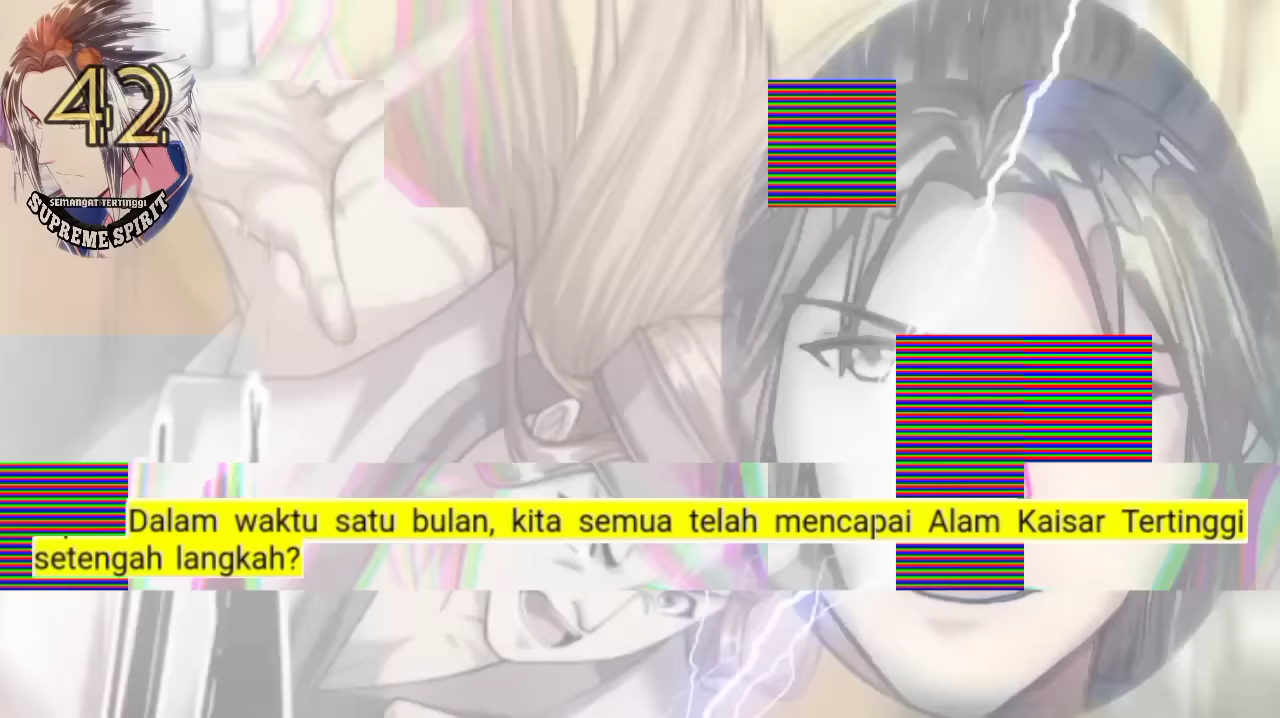 42
SEMANGAT TERTINGGI
SUPREME SPIRIT
Dalam waktu satu bulan, kita semua telah mencapai Alam Kaisar Tertinggi
setengah langkah?